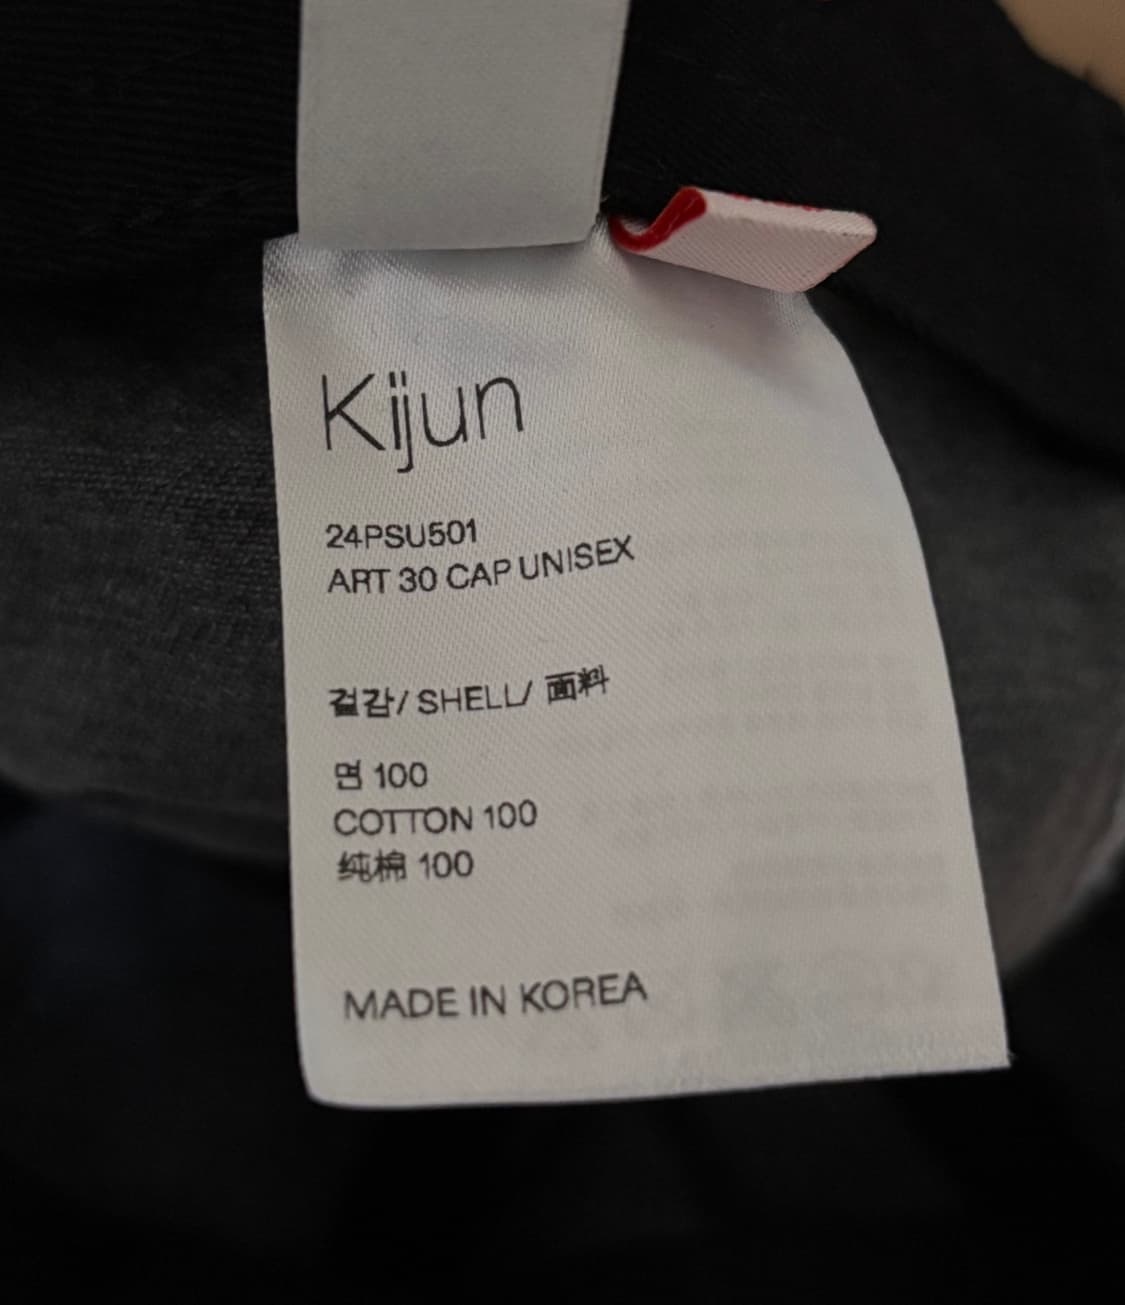 Kijun
24PSU501
ART 30 CAP UNISEX
겉감/ SHELL/ 面料
면 100
COTTON 100
纯棉 100
MADE IN KOREA